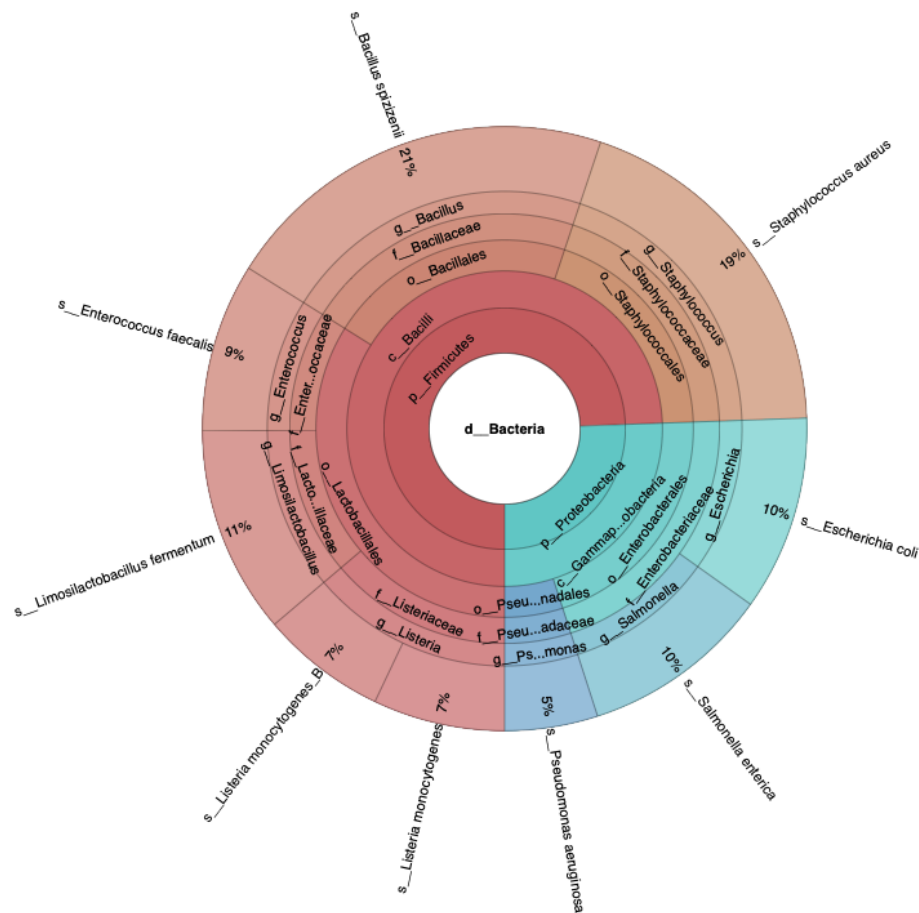 s__Bacillus spizizenii
21%
g__Bacillus
f__Bacillaceae
o__Bacillales
s__Staphylococcus aureus
19%
g__Staphylococcus
f__Staphylococcaceae
o__Staphylococcales
c__Bacilli
p__Firmicutes
s__Enterococcus faecalis
9%
g__Enterococcus
f__Enter...occaceae
d__Bacteria
s__Limosilactobacillus fermentum
11%
g__Limosilactobacillus
f__Lacto...illaceae
o__Lactobacillales
p__Proteobacteria
c__Gammap...obacteria
o__Enterobacterales
f__Enterobacteriaceae
g__Escherichia
10%
s__Escherichia coli
f__Listeriaceae
g__Listeria
7%
s__Listeria monocytogenes_B
7%
s__Listeria monocytogenes
o__Pseu...nadales
f__Pseu...adaceae
g__Ps...monas
5%
s__Pseudomonas aeruginosa
g__Salmonella
10%
s__Salmonella enterica